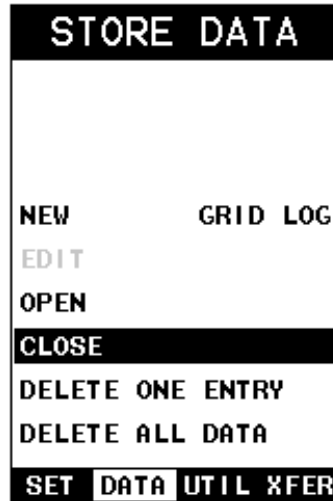 STORE DATA
NEW GRID LOG
EDIT
OPEN
CLOSE
DELETE ONE ENTRY
DELETE ALL DATA
SET DATA UTIL XFER